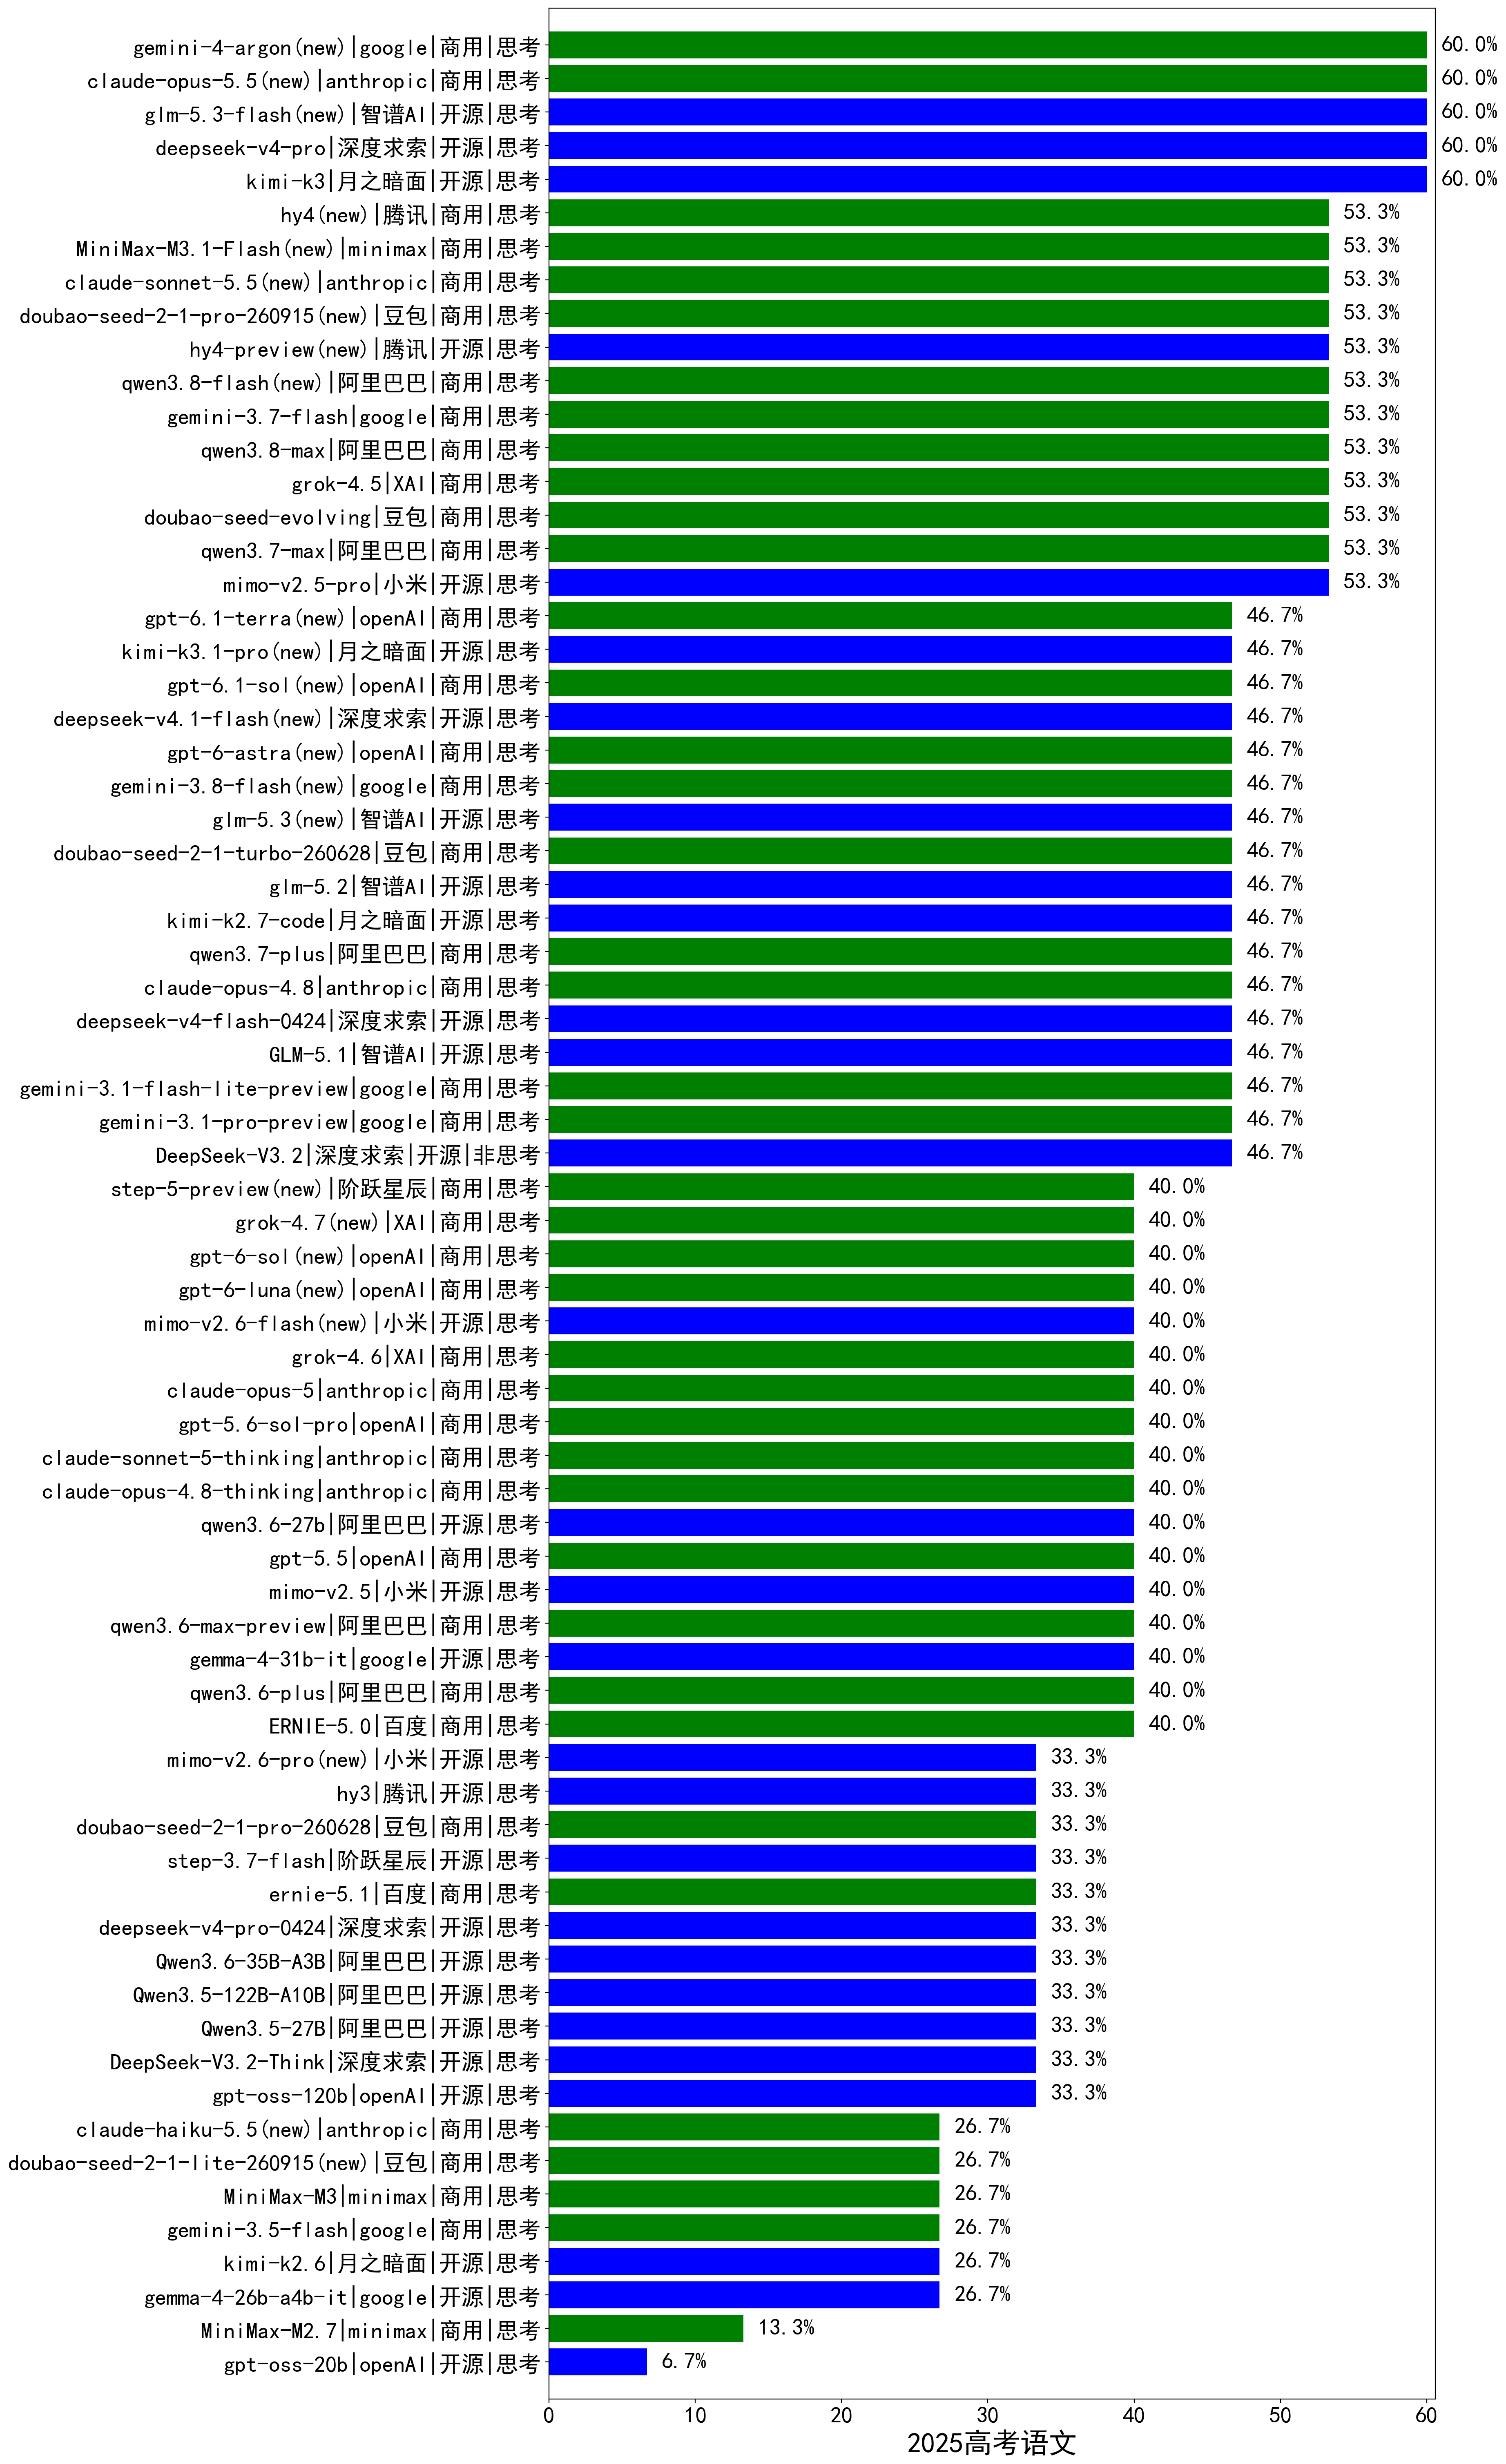 gemini-4-argon(new)|google|商用|思考 60.0%
claude-opus-5.5(new)|anthropic|商用|思考 60.0%
glm-5.3-flash(new)|智谱AI|开源|思考 60.0%
deepseek-v4-pro|深度求索|开源|思考 60.0%
kimi-k3|月之暗面|开源|思考 60.0%
hy4(new)|腾讯|商用|思考 53.3%
MiniMax-M3.1-Flash(new)|minimax|商用|思考 53.3%
claude-sonnet-5.5(new)|anthropic|商用|思考 53.3%
doubao-seed-2-1-pro-260915(new)|豆包|商用|思考 53.3%
hy4-preview(new)|腾讯|开源|思考 53.3%
qwen3.8-flash(new)|阿里巴巴|商用|思考 53.3%
gemini-3.7-flash|google|商用|思考 53.3%
qwen3.8-max|阿里巴巴|商用|思考 53.3%
grok-4.5|XAI|商用|思考 53.3%
doubao-seed-evolving|豆包|商用|思考 53.3%
qwen3.7-max|阿里巴巴|商用|思考 53.3%
mimo-v2.5-pro|小米|开源|思考 53.3%
gpt-6.1-terra(new)|openAI|商用|思考 46.7%
kimi-k3.1-pro(new)|月之暗面|开源|思考 46.7%
gpt-6.1-sol(new)|openAI|商用|思考 46.7%
deepseek-v4.1-flash(new)|深度求索|开源|思考 46.7%
gpt-6-astra(new)|openAI|商用|思考 46.7%
gemini-3.8-flash(new)|google|商用|思考 46.7%
glm-5.3(new)|智谱AI|开源|思考 46.7%
doubao-seed-2-1-turbo-260628|豆包|商用|思考 46.7%
glm-5.2|智谱AI|开源|思考 46.7%
kimi-k2.7-code|月之暗面|开源|思考 46.7%
qwen3.7-plus|阿里巴巴|商用|思考 46.7%
claude-opus-4.8|anthropic|商用|思考 46.7%
deepseek-v4-flash-0424|深度求索|开源|思考 46.7%
GLM-5.1|智谱AI|开源|思考 46.7%
gemini-3.1-flash-lite-preview|google|商用|思考 46.7%
gemini-3.1-pro-preview|google|商用|思考 46.7%
DeepSeek-V3.2|深度求索|开源|非思考 46.7%
step-5-preview(new)|阶跃星辰|商用|思考 40.0%
grok-4.7(new)|XAI|商用|思考 40.0%
gpt-6-sol(new)|openAI|商用|思考 40.0%
gpt-6-luna(new)|openAI|商用|思考 40.0%
mimo-v2.6-flash(new)|小米|开源|思考 40.0%
grok-4.6|XAI|商用|思考 40.0%
claude-opus-5|anthropic|商用|思考 40.0%
gpt-5.6-sol-pro|openAI|商用|思考 40.0%
claude-sonnet-5-thinking|anthropic|商用|思考 40.0%
claude-opus-4.8-thinking|anthropic|商用|思考 40.0%
qwen3.6-27b|阿里巴巴|开源|思考 40.0%
gpt-5.5|openAI|商用|思考 40.0%
mimo-v2.5|小米|开源|思考 40.0%
qwen3.6-max-preview|阿里巴巴|商用|思考 40.0%
gemma-4-31b-it|google|开源|思考 40.0%
qwen3.6-plus|阿里巴巴|商用|思考 40.0%
ERNIE-5.0|百度|商用|思考 40.0%
mimo-v2.6-pro(new)|小米|开源|思考 33.3%
hy3|腾讯|开源|思考 33.3%
doubao-seed-2-1-pro-260628|豆包|商用|思考 33.3%
step-3.7-flash|阶跃星辰|开源|思考 33.3%
ernie-5.1|百度|商用|思考 33.3%
deepseek-v4-pro-0424|深度求索|开源|思考 33.3%
Qwen3.6-35B-A3B|阿里巴巴|开源|思考 33.3%
Qwen3.5-122B-A10B|阿里巴巴|开源|思考 33.3%
Qwen3.5-27B|阿里巴巴|开源|思考 33.3%
DeepSeek-V3.2-Think|深度求索|开源|思考 33.3%
gpt-oss-120b|openAI|开源|思考 33.3%
claude-haiku-5.5(new)|anthropic|商用|思考 26.7%
doubao-seed-2-1-lite-260915(new)|豆包|商用|思考 26.7%
MiniMax-M3|minimax|商用|思考 26.7%
gemini-3.5-flash|google|商用|思考 26.7%
kimi-k2.6|月之暗面|开源|思考 26.7%
gemma-4-26b-a4b-it|google|开源|思考 26.7%
MiniMax-M2.7|minimax|商用|思考 13.3%
gpt-oss-20b|openAI|开源|思考 6.7%
0 10 20 30 40 50 60
2025高考语文